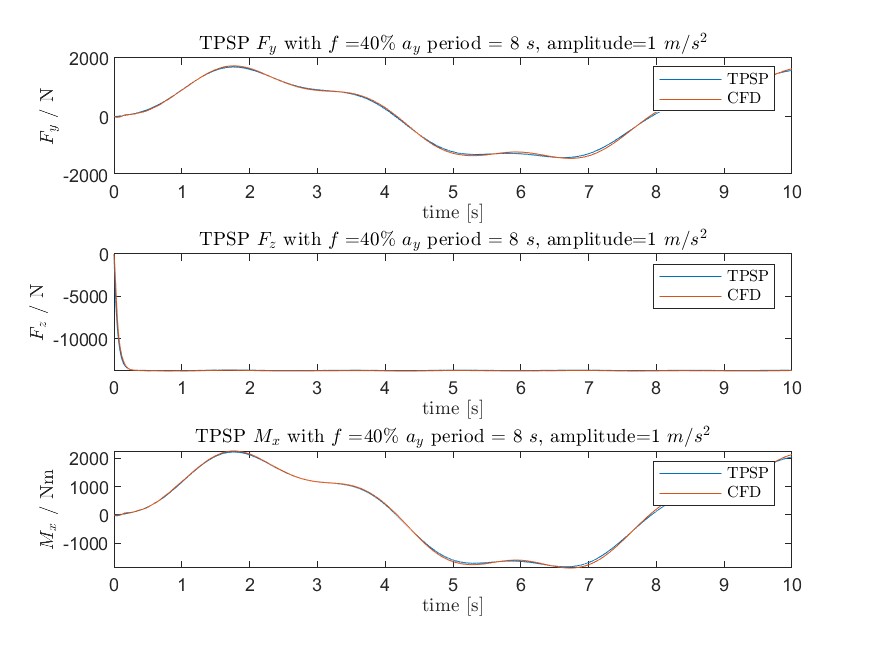 TPSP F_y with f =40% a_y period = 8 s, amplitude=1 m/s²
2000
0
-2000
F_y / N
TPSP
CFD
0 1 2 3 4 5 6 7 8 9 10
time [s]
TPSP F_z with f =40% a_y period = 8 s, amplitude=1 m/s²
0
-5000
-10000
F_z / N
TPSP
CFD
0 1 2 3 4 5 6 7 8 9 10
time [s]
TPSP M_x with f =40% a_y period = 8 s, amplitude=1 m/s²
2000
1000
0
-1000
M_x / Nm
TPSP
CFD
0 1 2 3 4 5 6 7 8 9 10
time [s]